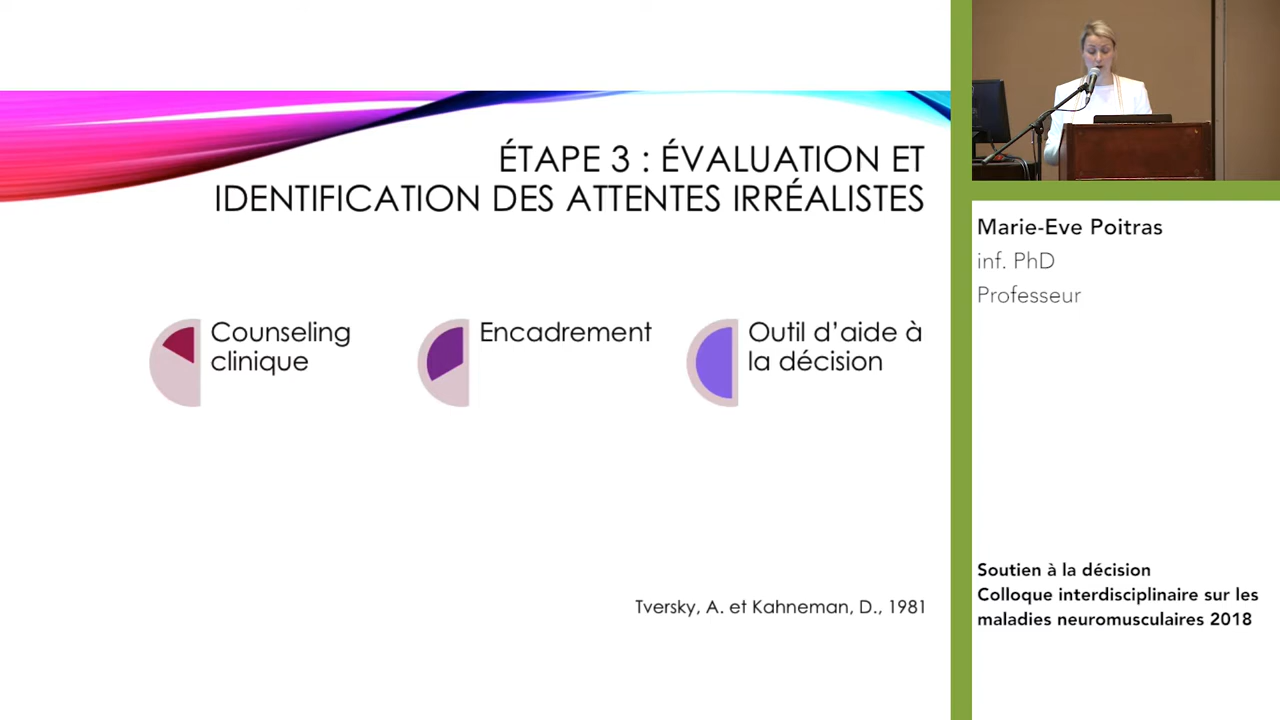 ÉTAPE 3 : ÉVALUATION ET
IDENTIFICATION DES ATTENTES IRRÉALISTES
Counseling
clinique
Encadrement
Outil d’aide à
la décision
Tversky, A. et Kahneman, D., 1981
Marie-Eve Poitras
inf. PhD
Professeur
Soutien à la décision
Colloque interdisciplinaire sur les
maladies neuromusculaires 2018